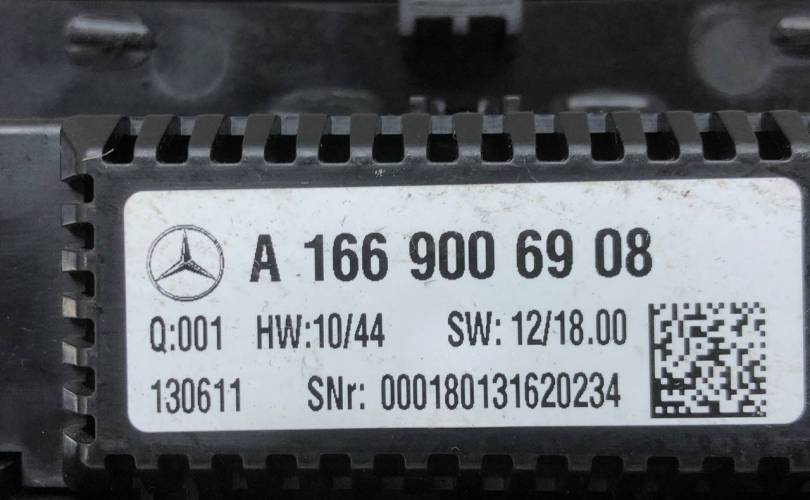 A 166 900 69 08
Q:001 HW:10/44 SW: 12/18.00
130611 SNr: 000180131620234